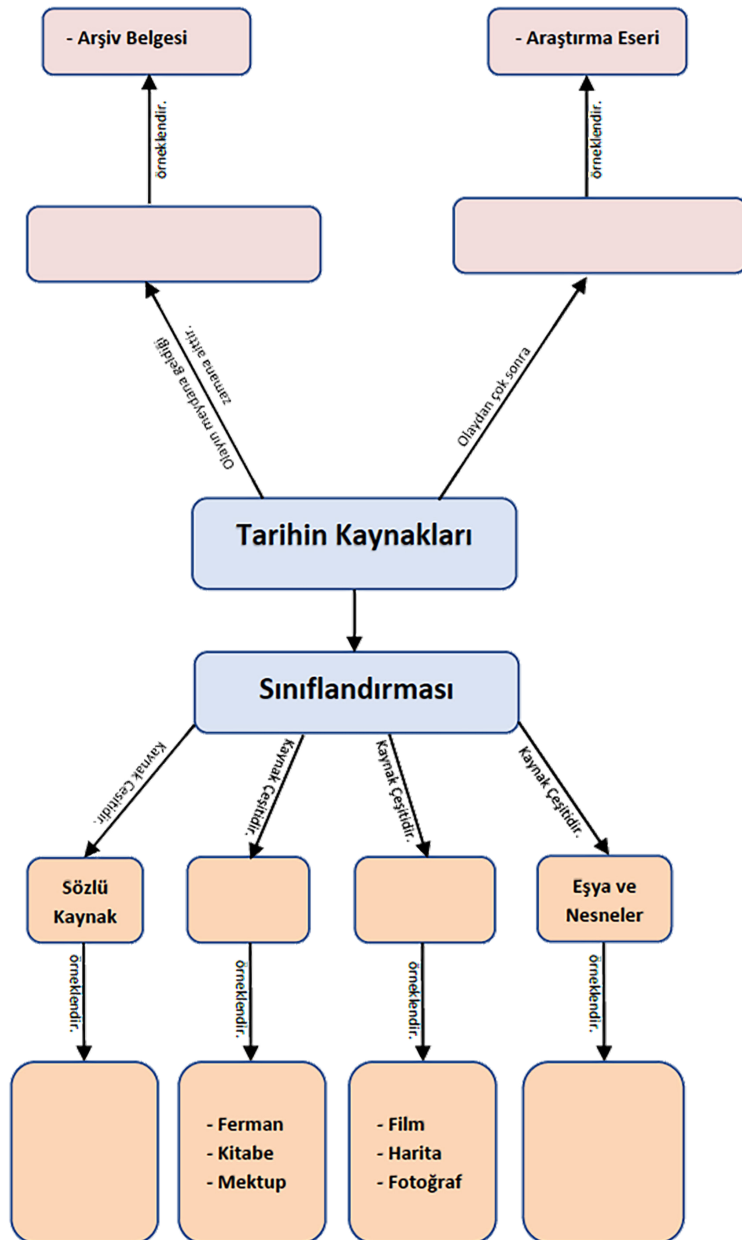 - Arşiv Belgesi
- Araştırma Eseri
örneklendir.
örneklendir.
Olayın meydana geldiği
zamana aittir.
Olaydan çok sonra
Tarihin Kaynakları
Sınıflandırması
Kaynak Çeşitidir.
Kaynak Çeşitidir.
Kaynak Çeşitidir.
Kaynak Çeşitidir.
Sözlü
Kaynak
Eşya ve
Nesneler
örneklendir.
örneklendir.
örneklendir.
örneklendir.
- Ferman
- Kitabe
- Mektup
- Film
- Harita
- Fotoğraf